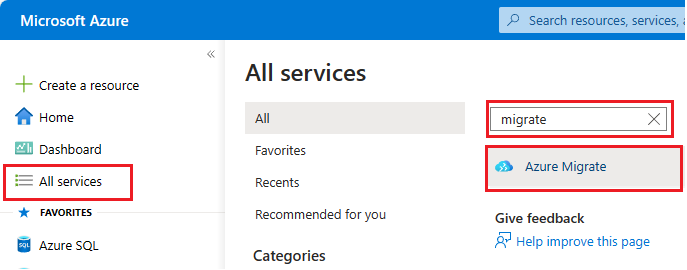 Microsoft Azure
Search resources, services, a
«
Create a resource
Home
Dashboard
All services
FAVORITES
Azure SQL
All services
All
Favorites
Recents
Recommended for you
Categories
migrate
Azure Migrate
Give feedback
Help improve this page